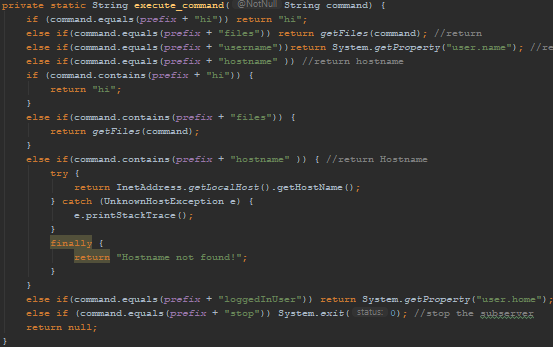 private static String execute_command( @NotNull String command) {
    if (command.equals(prefix + "hi")) return "hi";
    else if(command.equals(prefix + "files")) return getFiles(command); //return
    else if(command.equals(prefix + "username"))return System.getProperty("user.name"); //re
    else if(command.equals(prefix + "hostname" )) //return hostname
    if (command.contains(prefix + "hi")) {
        return "hi";
    }
    else if(command.contains(prefix + "files")) {
        return getFiles(command);
    }
    else if(command.contains(prefix + "hostname" )) { //return Hostname
        try {
            return InetAddress.getLocalHost().getHostName();
        } catch (UnknownHostException e) {
            e.printStackTrace();
        }
        finally {
            return "Hostname not found!";
        }
    }
    else if(command.equals(prefix + "loggedInUser")) return System.getProperty("user.home");
    else if (command.equals(prefix + "stop")) System.exit( status: 0); //stop the subserver
    return null;
}